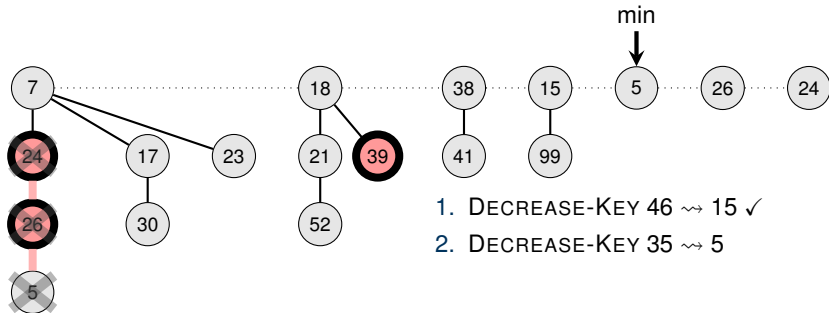 min
7 18 38 15 5 26 24
24 17 23 21 39 41 99
26 30 52
1. DECREASE-KEY 46 ⇝ 15 ✓
2. DECREASE-KEY 35 ⇝ 5
5